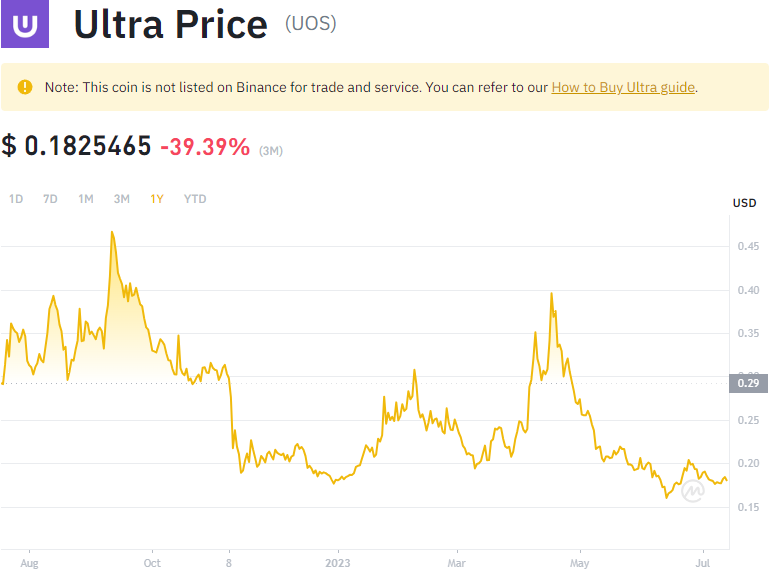 Ultra Price (UOS)
Note: This coin is not listed on Binance for trade and service. You can refer to our How to Buy Ultra guide.
$ 0.1825465 -39.39% (3M)
1D 7D 1M 3M 1Y YTD
USD
0.45
0.40
0.35
0.29
0.25
0.20
0.15
Aug Oct 8 2023 Mar May Jul